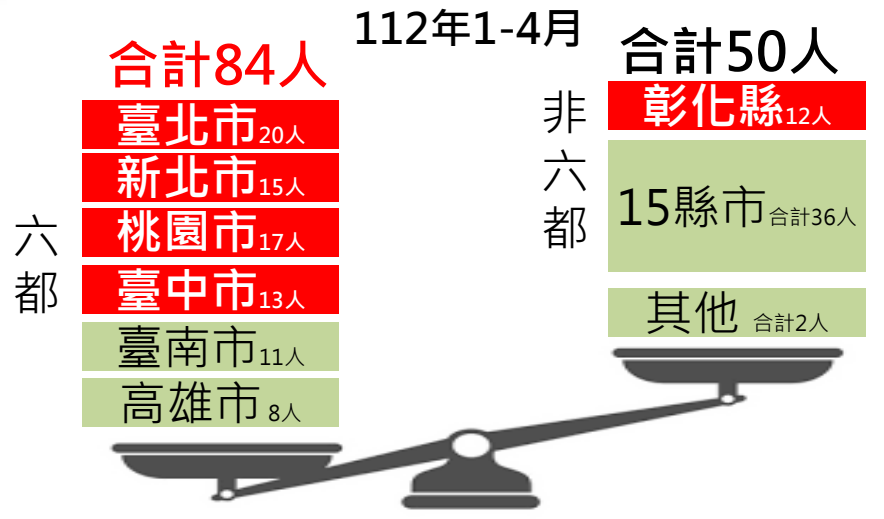 112年1-4月
合計84人
六都
臺北市20人
新北市15人
桃園市17人
臺中市13人
臺南市11人
高雄市8人
合計50人
非六都
彰化縣12人
15縣市合計36人
其他 合計2人